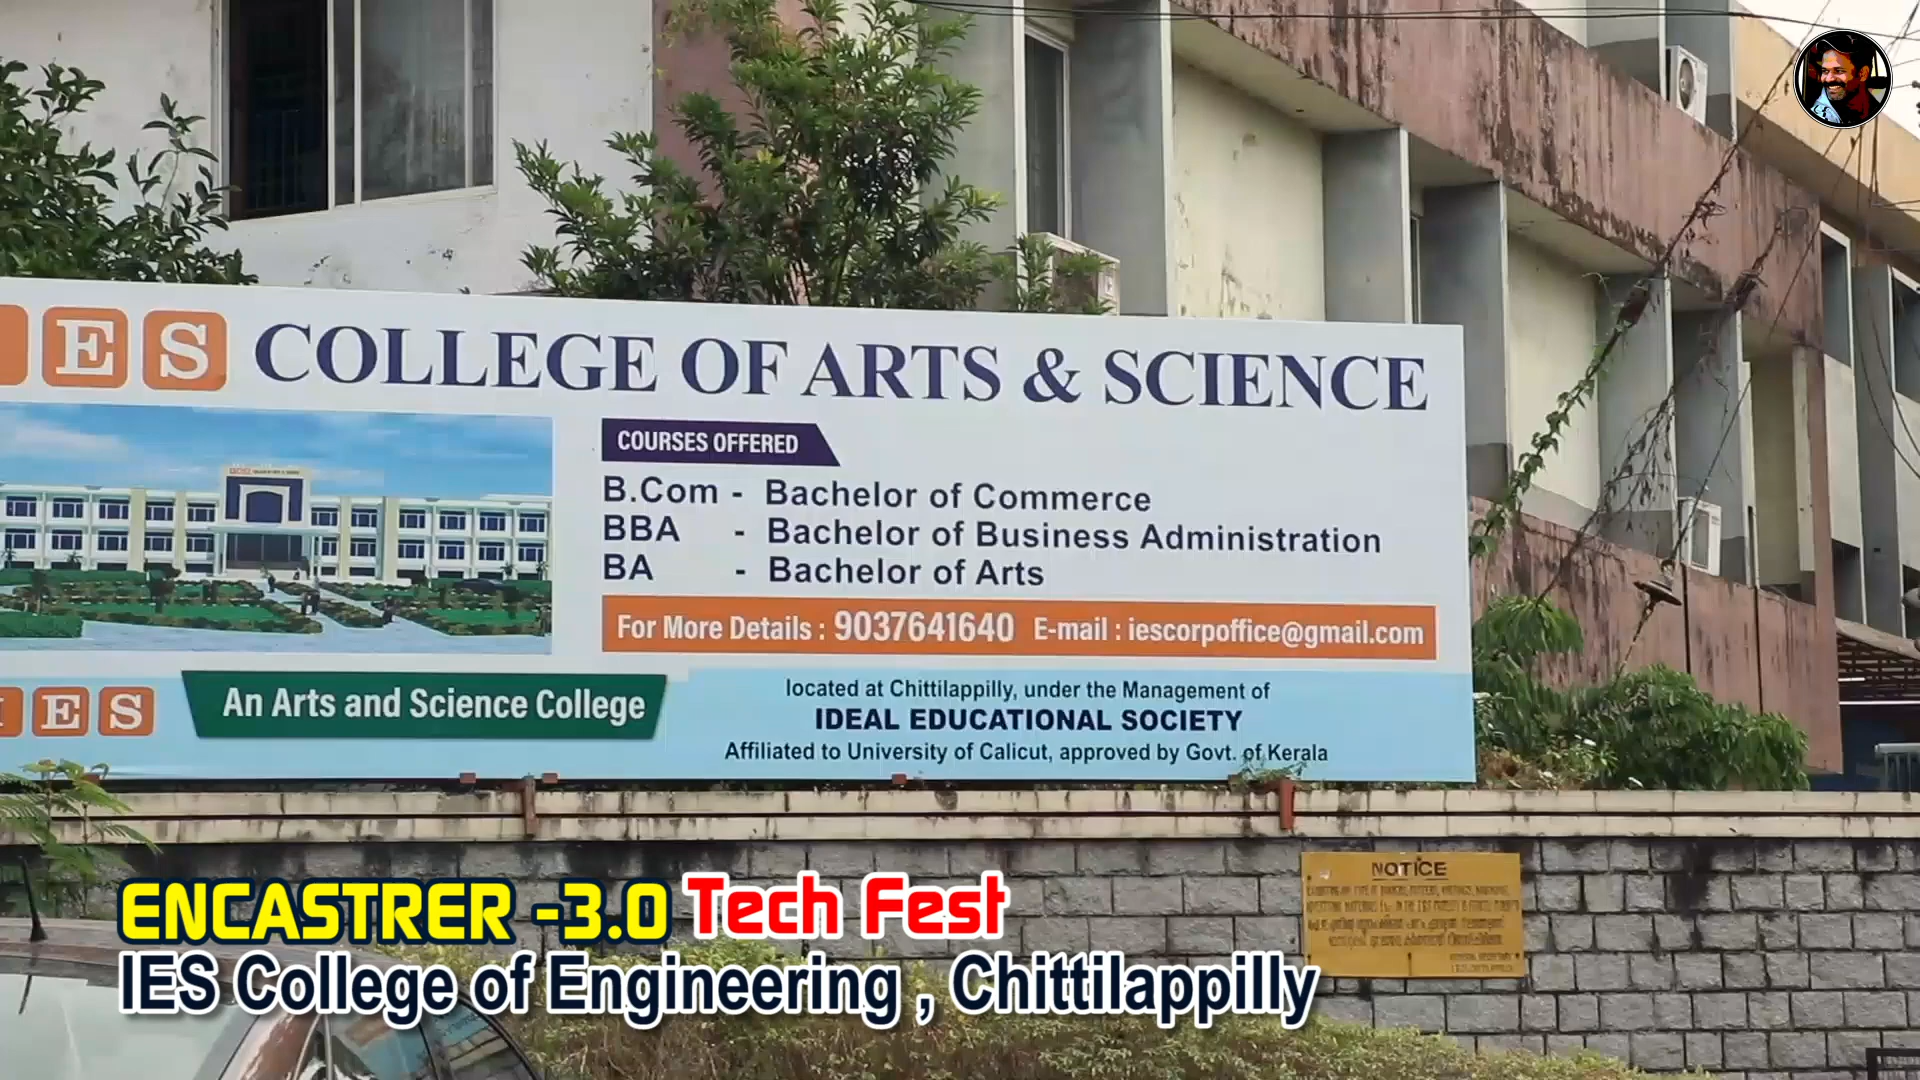 IES COLLEGE OF ARTS & SCIENCE
COURSES OFFERED
B.Com - Bachelor of Commerce
BBA - Bachelor of Business Administration
BA - Bachelor of Arts
For More Details : 9037641640 E-mail : iescorpoffice@gmail.com
IES An Arts and Science College
located at Chittilappilly, under the Management of
IDEAL EDUCATIONAL SOCIETY
Affiliated to University of Calicut, approved by Govt. of Kerala
NOTICE
ENCASTRER -3.0 Tech Fest
IES College of Engineering , Chittilappilly